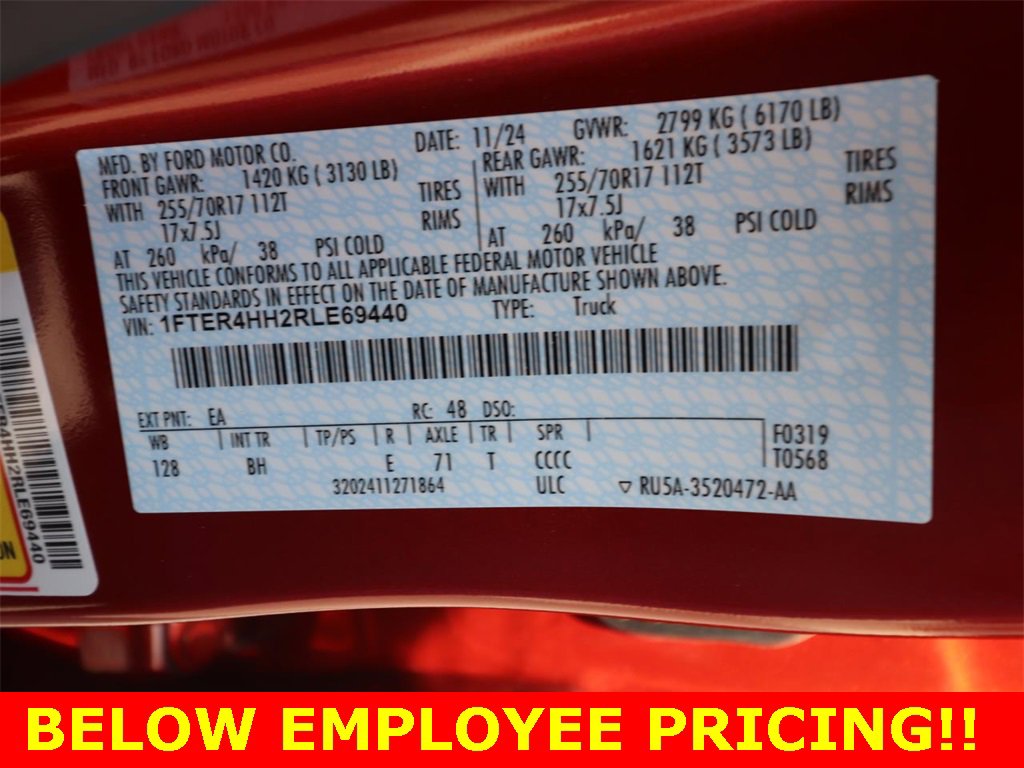 MFD. BY FORD MOTOR CO.
DATE: 11/24 GVWR: 2799 KG ( 6170 LB)
FRONT GAWR: 1420 KG ( 3130 LB) REAR GAWR: 1621 KG ( 3573 LB)
WITH 255/70R17 112T TIRES WITH 255/70R17 112T TIRES
17x7.5J RIMS 17x7.5J RIMS
AT 260 kPa/ 38 PSI COLD AT 260 kPa/ 38 PSI COLD
THIS VEHICLE CONFORMS TO ALL APPLICABLE FEDERAL MOTOR VEHICLE
SAFETY STANDARDS IN EFFECT ON THE DATE OF MANUFACTURE SHOWN ABOVE.
VIN: 1FTER4HH2RLE69440 TYPE: Truck
EXT PNT: EA RC: 48 DSO:
WB INT TR TP/PS R AXLE TR SPR F0319
128 BH E 71 T CCCC T0568
3202411271864 ULC ▽ RU5A-3520472-AA
BELOW EMPLOYEE PRICING!!